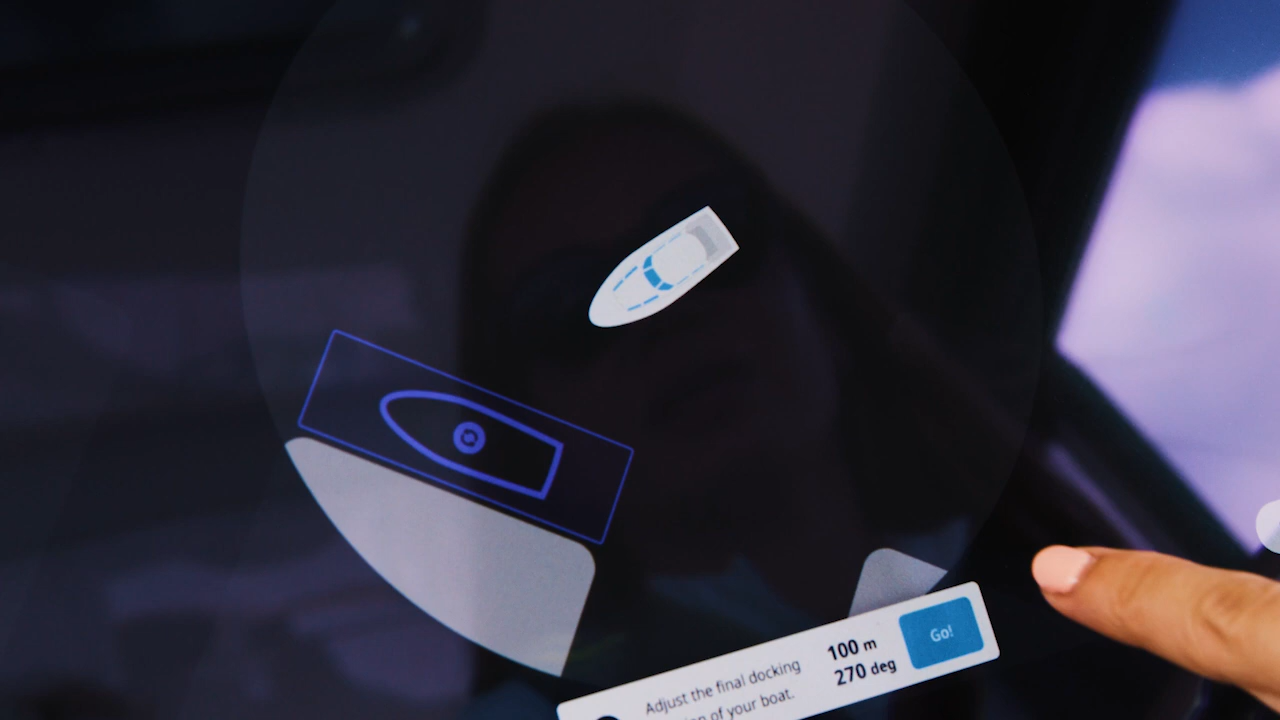 Adjust the final docking
of your boat.
100 m
270 deg
Go!